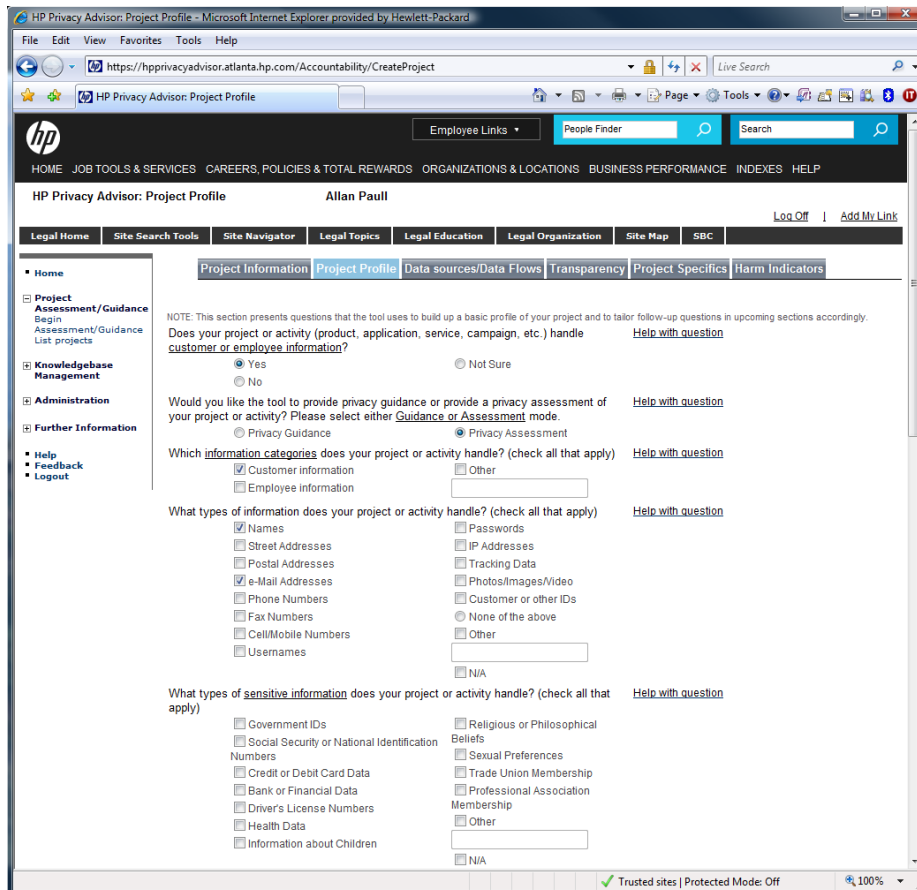 HP Privacy Advisor: Project Profile - Microsoft Internet Explorer provided by Hewlett-Packard
File Edit View Favorites Tools Help
https://hpprivacyadvisor.atlanta.hp.com/Accountability/CreateProject
Live Search
HP Privacy Advisor: Project Profile
Page Tools
hp
Employee Links
People Finder
Search
HOME JOB TOOLS & SERVICES CAREERS, POLICIES & TOTAL REWARDS ORGANIZATIONS & LOCATIONS BUSINESS PERFORMANCE INDEXES HELP
HP Privacy Advisor: Project Profile Allan Paull
Log Off | Add My Link
Legal Home Site Search Tools Site Navigator Legal Topics Legal Education Legal Organization Site Map SBC
Home
Project Assessment/Guidance
Begin Assessment/Guidance
List projects
Knowledgebase Management
Administration
Further Information
Help
Feedback
Logout
Project Information Project Profile Data sources/Data Flows Transparency Project Specifics Harm Indicators
NOTE: This section presents questions that the tool uses to build up a basic profile of your project and to tailor follow-up questions in upcoming sections accordingly.
Does your project or activity (product, application, service, campaign, etc.) handle Help with question
customer or employee information?
Yes Not Sure
No
Would you like the tool to provide privacy guidance or provide a privacy assessment of Help with question
your project or activity? Please select either Guidance or Assessment mode.
Privacy Guidance Privacy Assessment
Which information categories does your project or activity handle? (check all that apply) Help with question
Customer information Other
Employee information
What types of information does your project or activity handle? (check all that apply) Help with question
Names Passwords
Street Addresses IP Addresses
Postal Addresses Tracking Data
e-Mail Addresses Photos/Images/Video
Phone Numbers Customer or other IDs
Fax Numbers None of the above
Cell/Mobile Numbers Other
Usernames
N/A
What types of sensitive information does your project or activity handle? (check all that Help with question
apply)
Government IDs
Social Security or National Identification
Numbers
Credit or Debit Card Data
Bank or Financial Data
Driver's License Numbers
Health Data
Information about Children
Religious or Philosophical
Beliefs
Sexual Preferences
Trade Union Membership
Professional Association
Membership
Other
N/A
Trusted sites | Protected Mode: Off 100%